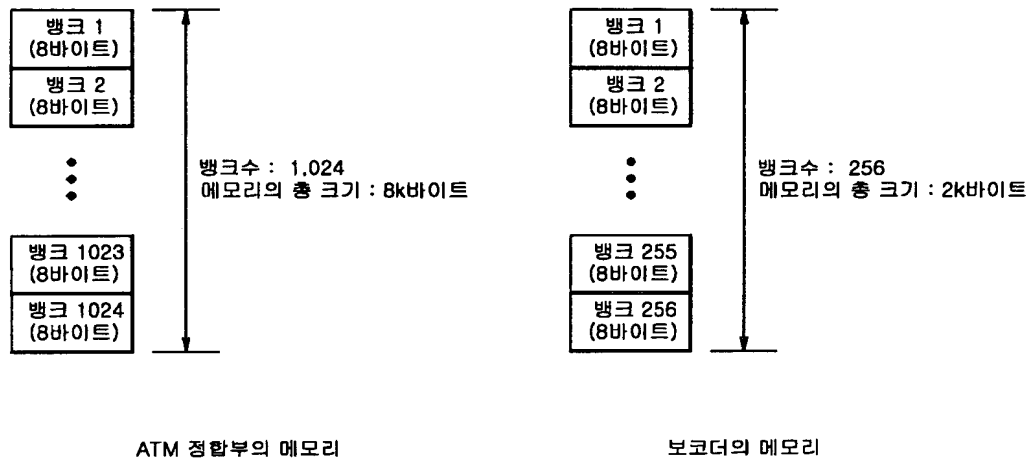 뱅크 1
(8바이트)
뱅크 2
(8바이트)
뱅크수 : 1,024
메모리의 총 크기 : 8k바이트
뱅크 1023
(8바이트)
뱅크 1024
(8바이트)
ATM 정합부의 메모리
뱅크 1
(8바이트)
뱅크 2
(8바이트)
뱅크수 : 256
메모리의 총 크기 : 2k바이트
뱅크 255
(8바이트)
뱅크 256
(8바이트)
보코더의 메모리